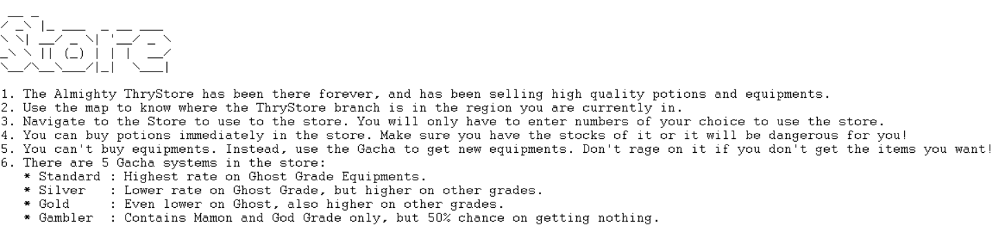 Store
1. The Almighty ThryStore has been there forever, and has been selling high quality potions and equipments.
2. Use the map to know where the ThryStore branch is in the region you are currently in.
3. Navigate to the Store to use to the store. You will only have to enter numbers of your choice to use the store.
4. You can buy potions immediately in the store. Make sure you have the stocks of it or it will be dangerous for you!
5. You can't buy equipments. Instead, use the Gacha to get new equipments. Don't rage on it if you don't get the items you want!
6. There are 5 Gacha systems in the store:
* Standard : Highest rate on Ghost Grade Equipments.
* Silver : Lower rate on Ghost Grade, but higher on other grades.
* Gold : Even lower on Ghost, also higher on other grades.
* Gambler : Contains Mamon and God Grade only, but 50% chance on getting nothing.